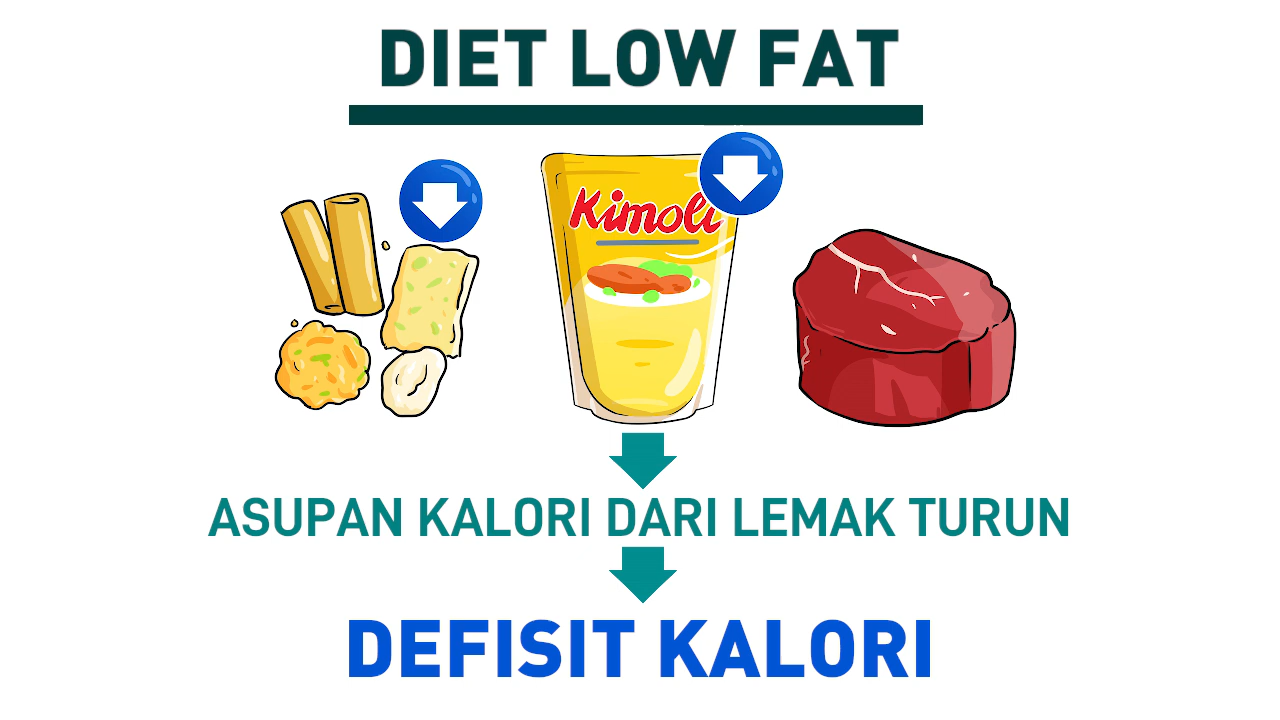 DIET LOW FAT
Kimoli
ASUPAN KALORI DARI LEMAK TURUN
DEFISIT KALORI